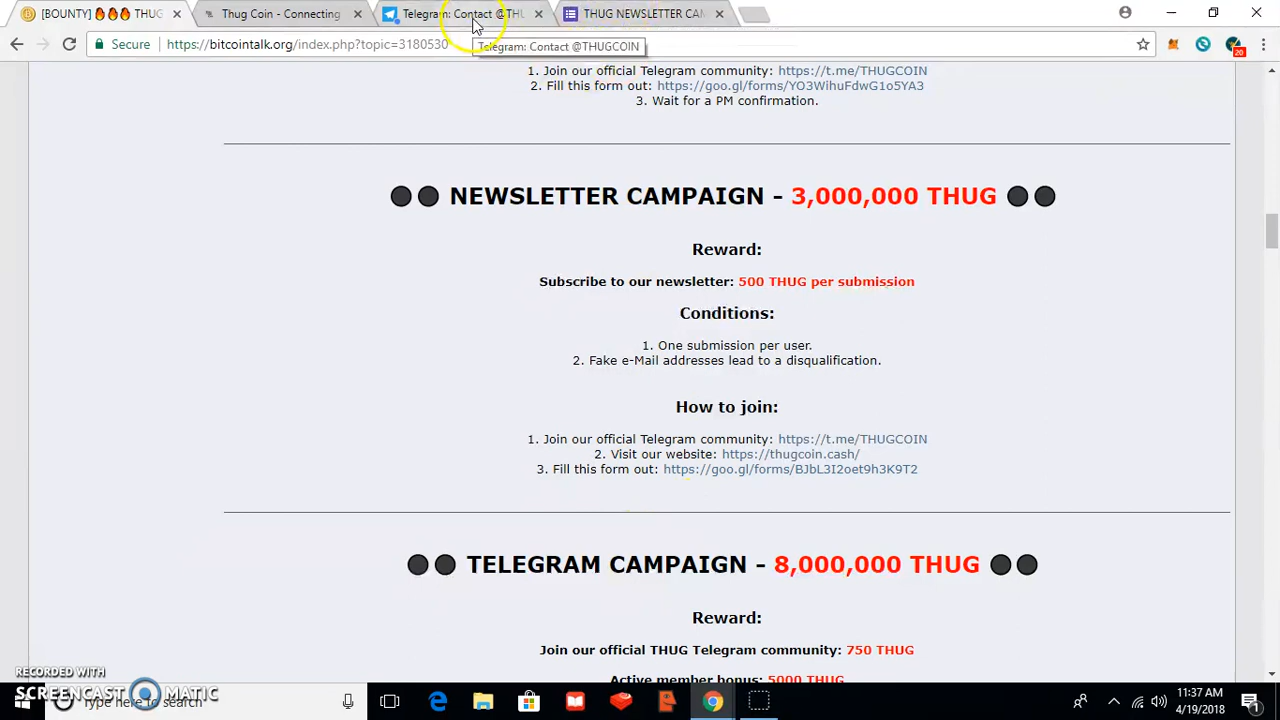 [BOUNTY] 🔥🔥🔥 THUG
Thug Coin - Connecting
Telegram: Contact @THU
THUG NEWSLETTER CAM
Secure
https://bitcointalk.org/index.php?topic=3180530
Telegram: Contact @THUGCOIN
20
1. Join our official Telegram community: https://t.me/THUGCOIN
2. Fill this form out: https://goo.gl/forms/YO3WihuFdwG1o5YA3
3. Wait for a PM confirmation.
NEWSLETTER CAMPAIGN - 3,000,000 THUG
Reward:
Subscribe to our newsletter: 500 THUG per submission
Conditions:
1. One submission per user.
2. Fake e-Mail addresses lead to a disqualification.
How to join:
1. Join our official Telegram community: https://t.me/THUGCOIN
2. Visit our website: https://thugcoin.cash/
3. Fill this form out: https://goo.gl/forms/BJbL3I2oet9h3K9T2
TELEGRAM CAMPAIGN - 8,000,000 THUG
Reward:
Join our official THUG Telegram community: 750 THUG
Active member bonus: 5000 THUG
RECORDED WITH
SCREENCAST MATIC
Type here to search
11:37 AM
4/19/2018
1